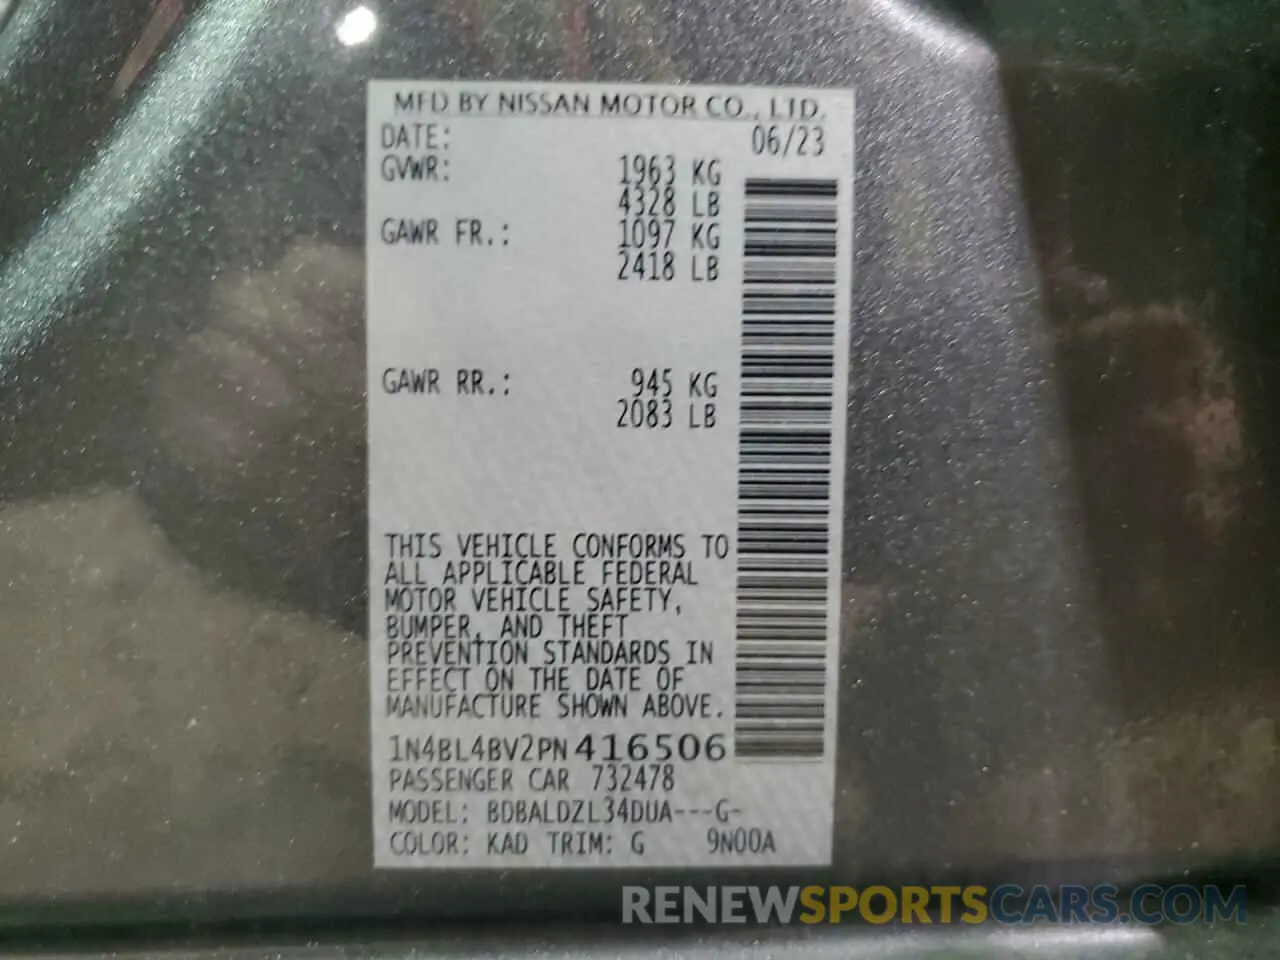 MFD BY NISSAN MOTOR CO., LTD.
DATE: 06/23
GVWR: 1963 KG
4328 LB
GAWR FR.: 1097 KG
2418 LB
GAWR RR.: 945 KG
2083 LB
THIS VEHICLE CONFORMS TO
ALL APPLICABLE FEDERAL
MOTOR VEHICLE SAFETY,
BUMPER, AND THEFT
PREVENTION STANDARDS IN
EFFECT ON THE DATE OF
MANUFACTURE SHOWN ABOVE.
1N4BL4BV2PN416506
PASSENGER CAR 732478
MODEL: BDBALDZL34DUA---G-
COLOR: KAD TRIM: G 9N00A
RENEWSPORTSCARS.COM